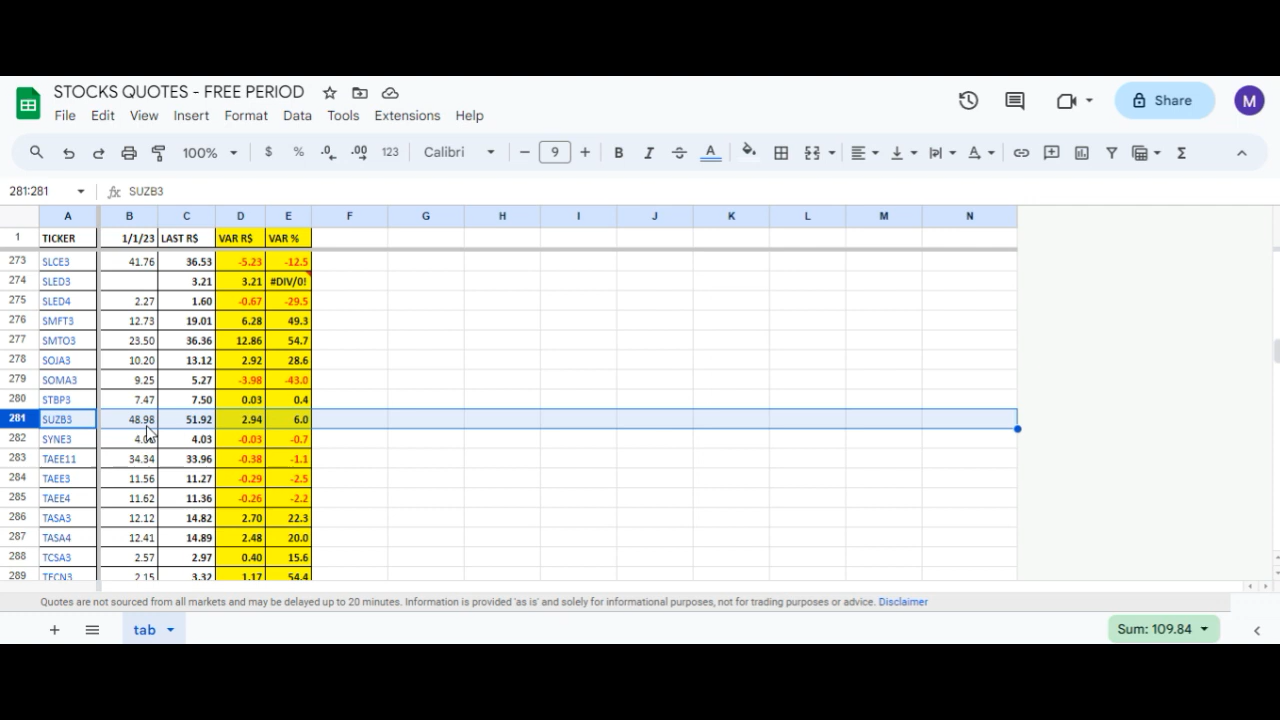 STOCKS QUOTES - FREE PERIOD
File Edit View Insert Format Data Tools Extensions Help
Share M
100% $ % .0 .00 123 Calibri 9 B I A
281:281 fx SUZB3
A B C D E F G H I J K L M N
1 TICKER 1/1/23 LAST R$ VAR R$ VAR %
273 SLCE3 41.76 36.53 -5.23 -12.5
274 SLED3 3.21 3.21 #DIV/0!
275 SLED4 2.27 1.60 -0.67 -29.5
276 SMFT3 12.73 19.01 6.28 49.3
277 SMTO3 23.50 36.36 12.86 54.7
278 SOJA3 10.20 13.12 2.92 28.6
279 SOMA3 9.25 5.27 -3.98 -43.0
280 STBP3 7.47 7.50 0.03 0.4
281 SUZB3 48.98 51.92 2.94 6.0
282 SYNE3 4.03 -0.03 -0.7
283 TAEE11 34.34 33.96 -0.38 -1.1
284 TAEE3 11.56 11.27 -0.29 -2.5
285 TAEE4 11.62 11.36 -0.26 -2.2
286 TASA3 12.12 14.82 2.70 22.3
287 TASA4 12.41 14.89 2.48 20.0
288 TCSA3 2.57 2.97 0.40 15.6
289 TECN3 2.15 3.32 1.17 54.4
Quotes are not sourced from all markets and may be delayed up to 20 minutes. Information is provided 'as is' and solely for informational purposes, not for trading purposes or advice. Disclaimer
tab Sum: 109.84